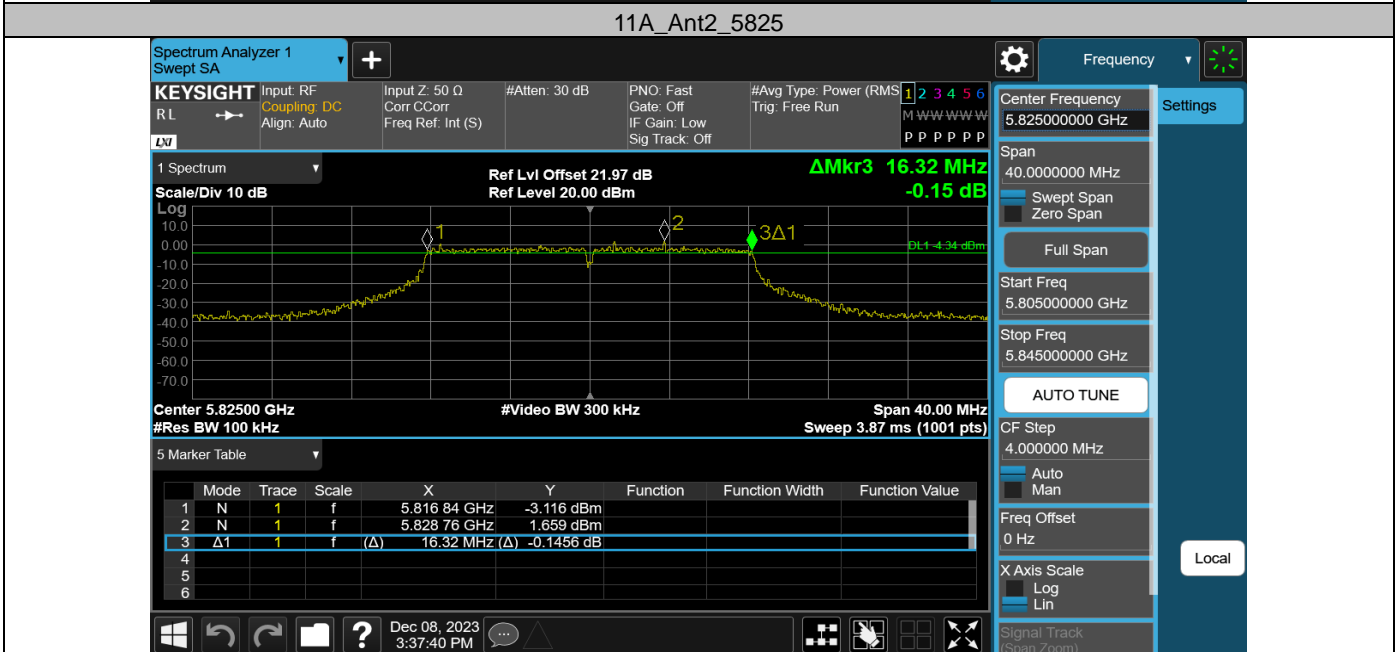 11A_Ant2_5825
Spectrum Analyzer 1
Swept SA
+
Frequency
KEYSIGHT
RL
LXI
Input: RF
Coupling: DC
Align: Auto
Input Z: 50 Ω
Corr CCorr
Freq Ref: Int (S)
#Atten: 30 dB
PNO: Fast
Gate: Off
IF Gain: Low
Sig Track: Off
#Avg Type: Power (RMS
Trig: Free Run
1 2 3 4 5 6
M W W W W W
P P P P P P
Center Frequency
5.825000000 GHz
Settings
Span
40.0000000 MHz
Swept Span
Zero Span
Full Span
Start Freq
5.805000000 GHz
Stop Freq
5.845000000 GHz
AUTO TUNE
CF Step
4.000000 MHz
Auto
Man
Freq Offset
0 Hz
X Axis Scale
Log
Lin
Signal Track
(Span Zoom)
Local
1 Spectrum
Scale/Div 10 dB
Ref Lvl Offset 21.97 dB
Ref Level 20.00 dBm
ΔMkr3 16.32 MHz
-0.15 dB
Log
10.0
0.00
-10.0
-20.0
-30.0
-40.0
-50.0
-60.0
-70.0
1
2
3Δ1
DL1 -4.34 dBm
Center 5.82500 GHz
#Video BW 300 kHz
Span 40.00 MHz
#Res BW 100 kHz
Sweep 3.87 ms (1001 pts)
5 Marker Table
Mode Trace Scale X Y Function Function Width Function Value
1 N 1 f 5.816 84 GHz -3.116 dBm
2 N 1 f 5.828 76 GHz 1.659 dBm
3 Δ1 1 f (Δ) 16.32 MHz (Δ) -0.1456 dB
4
5
6
?
Dec 08, 2023
3:37:40 PM